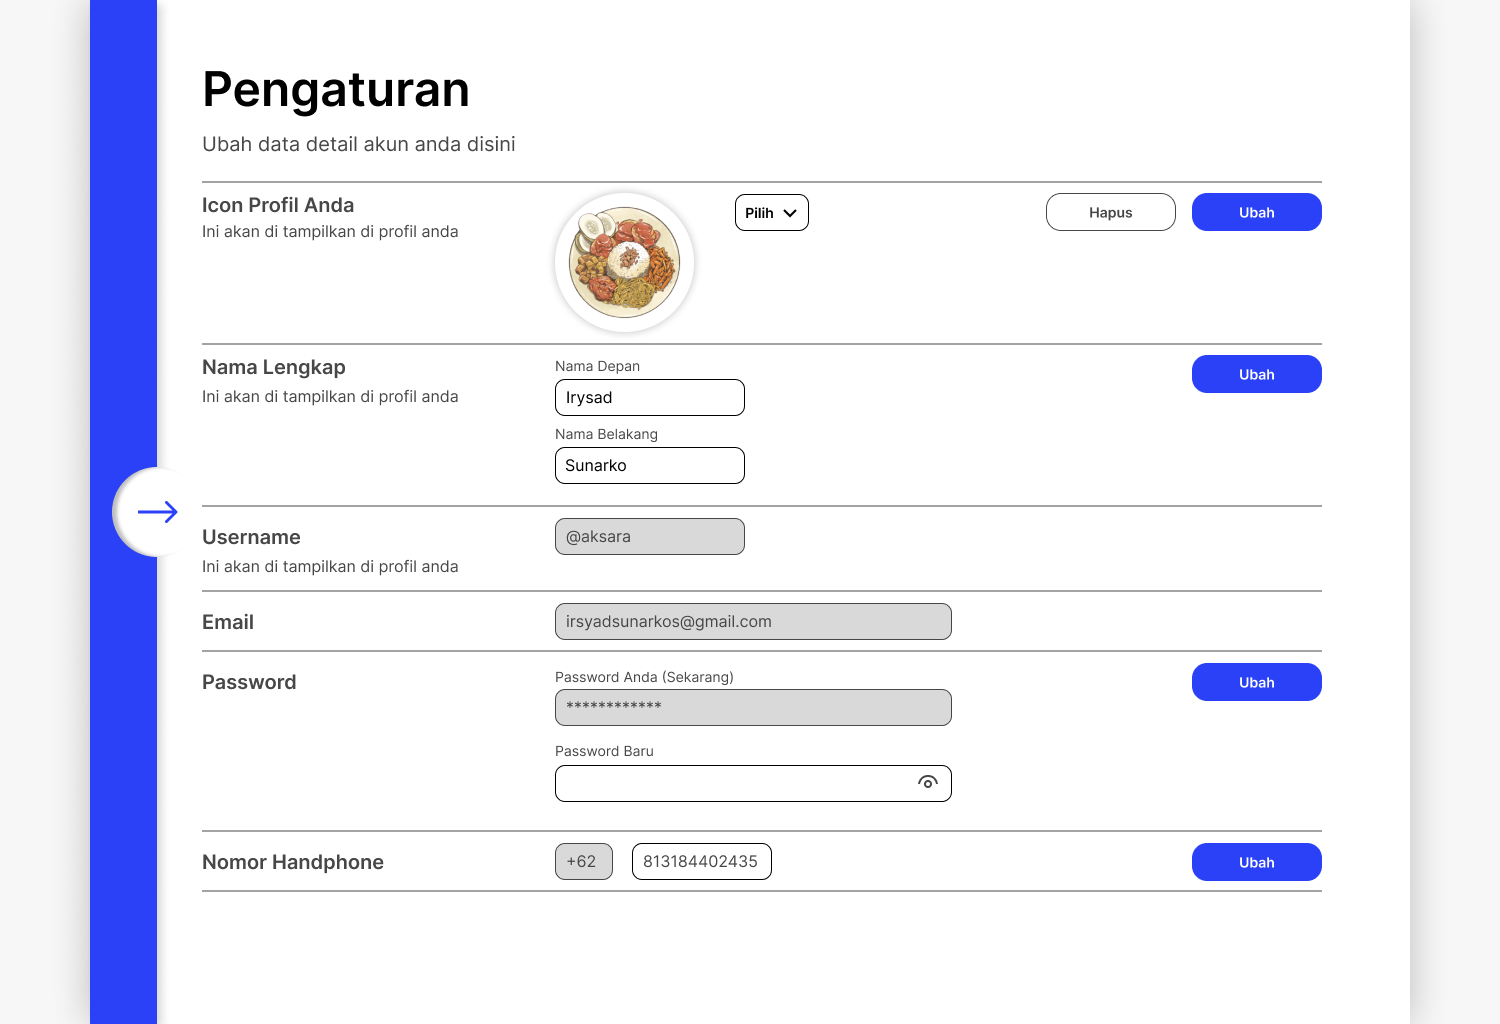 Pengaturan
Ubah data detail akun anda disini
Icon Profil Anda
Ini akan di tampilkan di profil anda
Pilih
Hapus
Ubah
Nama Lengkap
Ini akan di tampilkan di profil anda
Nama Depan
Irysad
Nama Belakang
Sunarko
Ubah
Username
Ini akan di tampilkan di profil anda
@aksara
Email
irsyadsunarkos@gmail.com
Password
Password Anda (Sekarang)
************
Password Baru
Ubah
Nomor Handphone
+62
813184402435
Ubah